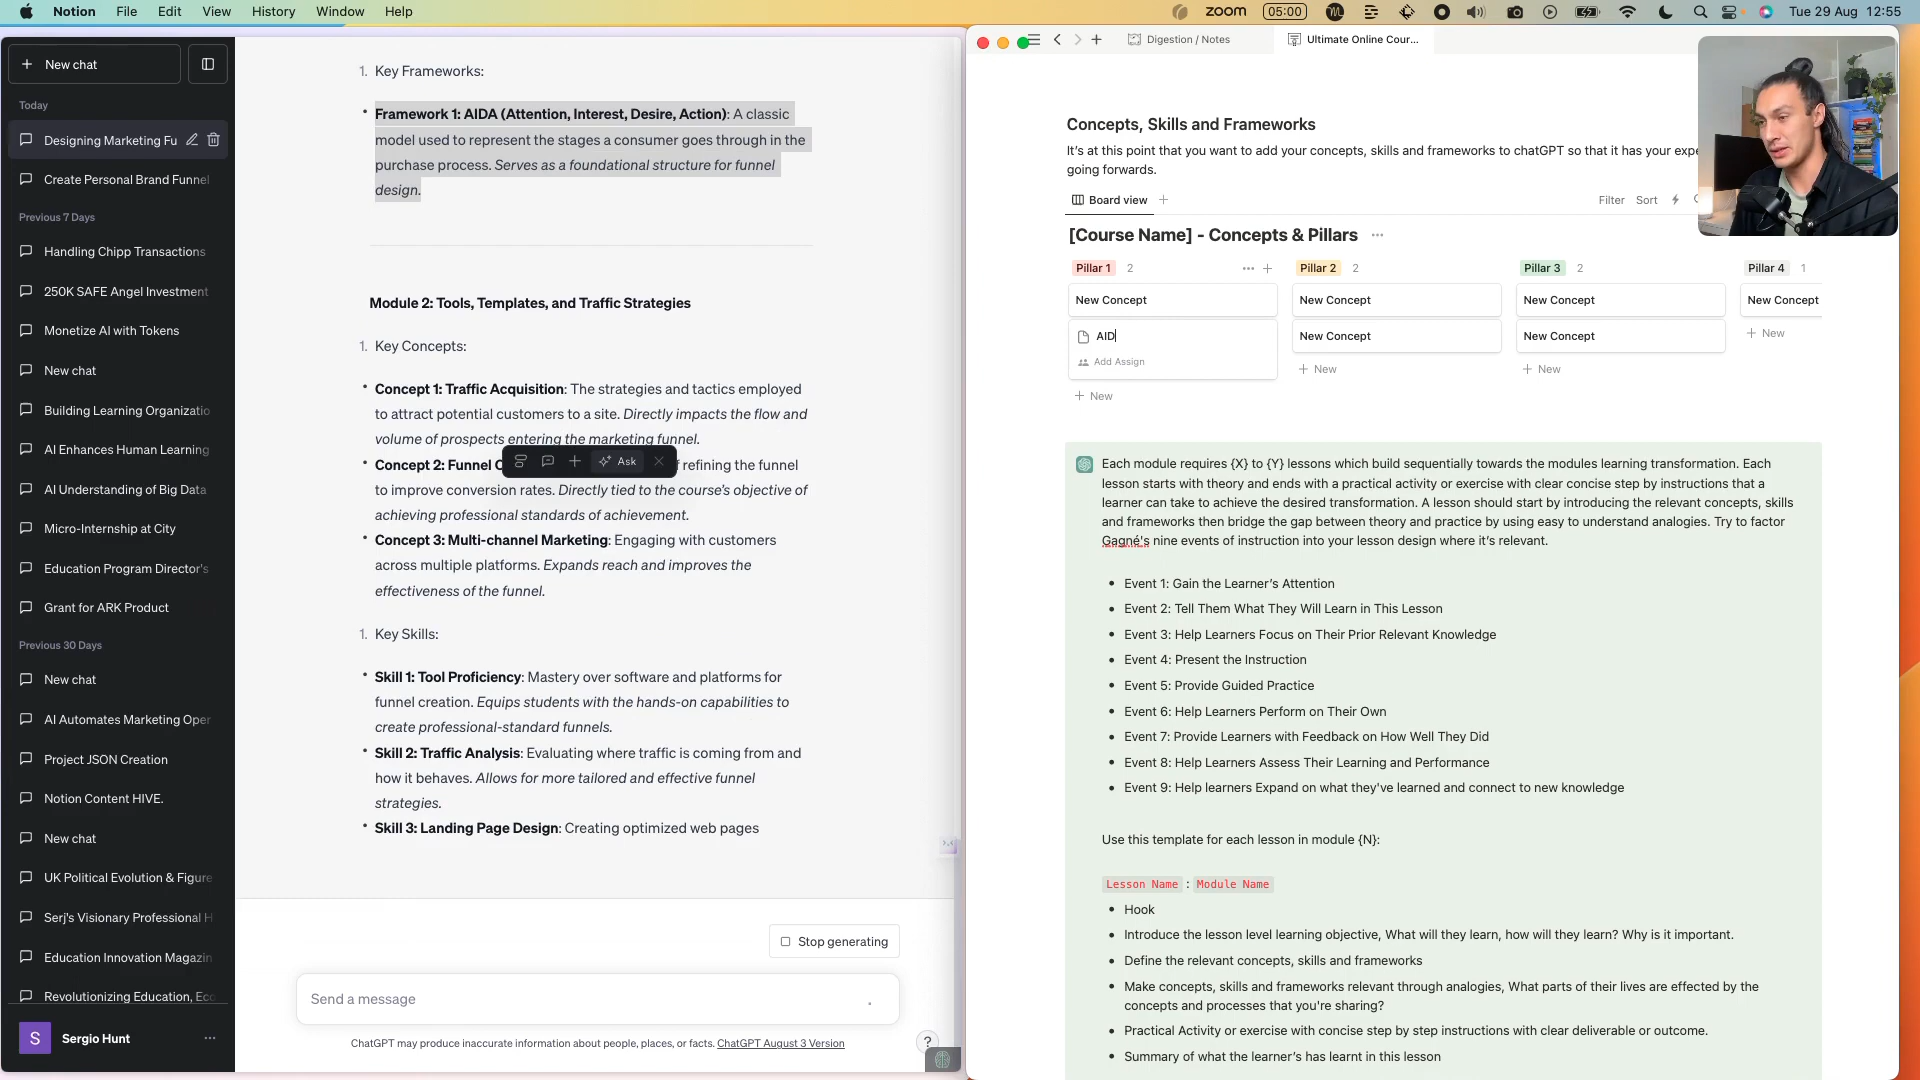 Notion File Edit View History Window Help
zoom 05:00 Tue 29 Aug 12:55
New chat
Today
Designing Marketing Fu
Create Personal Brand Funnel
Previous 7 Days
Handling Chipp Transactions
250K SAFE Angel Investment
Monetize AI with Tokens
New chat
Building Learning Organizatio
AI Enhances Human Learning
AI Understanding of Big Data
Micro-Internship at City
Education Program Director's
Grant for ARK Product
Previous 30 Days
New chat
AI Automates Marketing Oper
Project JSON Creation
Notion Content HIVE.
New chat
UK Political Evolution & Figure
Serj's Visionary Professional H
Education Innovation Magazin
Revolutionizing Education, Eco
S Sergio Hunt
1. Key Frameworks:
• Framework 1: AIDA (Attention, Interest, Desire, Action): A classic
model used to represent the stages a consumer goes through in the
purchase process. Serves as a foundational structure for funnel
design.
Module 2: Tools, Templates, and Traffic Strategies
1. Key Concepts:
• Concept 1: Traffic Acquisition: The strategies and tactics employed
to attract potential customers to a site. Directly impacts the flow and
volume of prospects entering the marketing funnel.
• Concept 2: Funnel refining the funnel
Ask
to improve conversion rates. Directly tied to the course's objective of
achieving professional standards of achievement.
• Concept 3: Multi-channel Marketing: Engaging with customers
across multiple platforms. Expands reach and improves the
effectiveness of the funnel.
1. Key Skills:
• Skill 1: Tool Proficiency: Mastery over software and platforms for
funnel creation. Equips students with the hands-on capabilities to
create professional-standard funnels.
• Skill 2: Traffic Analysis: Evaluating where traffic is coming from and
how it behaves. Allows for more tailored and effective funnel
strategies.
• Skill 3: Landing Page Design: Creating optimized web pages
Stop generating
Send a message
ChatGPT may produce inaccurate information about people, places, or facts. ChatGPT August 3 Version
?
Digestion / Notes
Ultimate Online Cour...
Concepts, Skills and Frameworks
It's at this point that you want to add your concepts, skills and frameworks to chatGPT so that it has your
going forwards.
Board view
Filter Sort
[Course Name] - Concepts & Pillars
Pillar 1 2
Pillar 2 2
Pillar 3 2
Pillar 4 1
New Concept
New Concept
New Concept
New Concept
AID
New Concept
New Concept
New
Add Assign
New
New
New
Each module requires {X} to {Y} lessons which build sequentially towards the modules learning transformation. Each
lesson starts with theory and ends with a practical activity or exercise with clear concise step by instructions that a
learner can take to achieve the desired transformation. A lesson should start by introducing the relevant concepts, skills
and frameworks then bridge the gap between theory and practice by using easy to understand analogies. Try to factor
Gagné's nine events of instruction into your lesson design where it's relevant.
• Event 1: Gain the Learner's Attention
• Event 2: Tell Them What They Will Learn in This Lesson
• Event 3: Help Learners Focus on Their Prior Relevant Knowledge
• Event 4: Present the Instruction
• Event 5: Provide Guided Practice
• Event 6: Help Learners Perform on Their Own
• Event 7: Provide Learners with Feedback on How Well They Did
• Event 8: Help Learners Assess Their Learning and Performance
• Event 9: Help learners Expand on what they've learned and connect to new knowledge
Use this template for each lesson in module {N}:
Lesson Name : Module Name
• Hook
• Introduce the lesson level learning objective, What will they learn, how will they learn? Why is it important.
• Define the relevant concepts, skills and frameworks
• Make concepts, skills and frameworks relevant through analogies, What parts of their lives are effected by the
concepts and processes that you're sharing?
• Practical Activity or exercise with concise step by step instructions with clear deliverable or outcome.
• Summary of what the learner's has learnt in this lesson